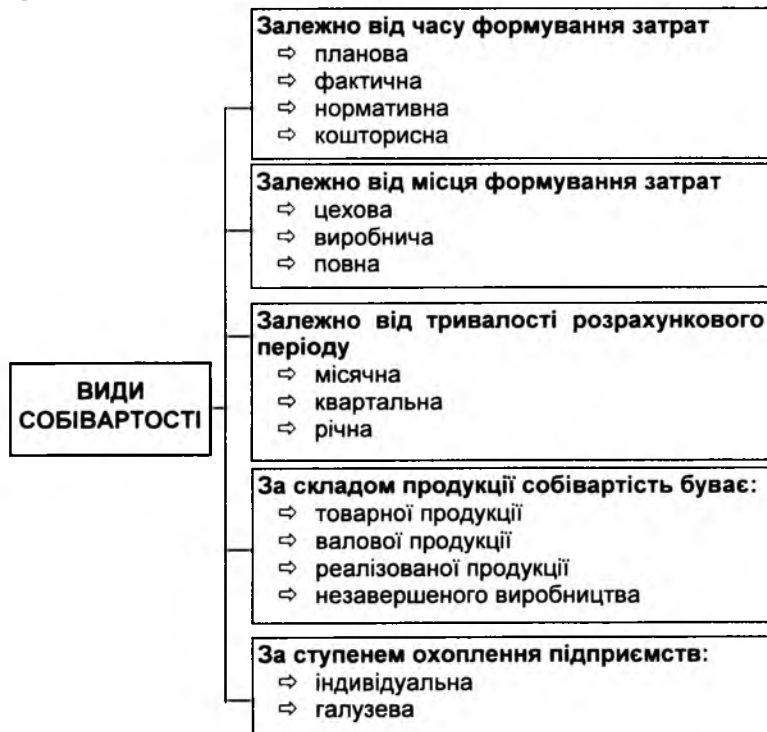 Залежно від часу формування затрат
⇨ планова
⇨ фактична
⇨ нормативна
⇨ кошторисна
Залежно від місця формування затрат
⇨ цехова
⇨ виробнича
⇨ повна
Залежно від тривалості розрахункового
періоду
⇨ місячна
⇨ квартальна
⇨ річна
ВИДИ
СОБІВАРТОСТІ
За складом продукції собівартість буває:
⇨ товарної продукції
⇨ валової продукції
⇨ реалізованої продукції
⇨ незавершеного виробництва
За ступенем охоплення підприємств:
⇨ індивідуальна
⇨ галузева